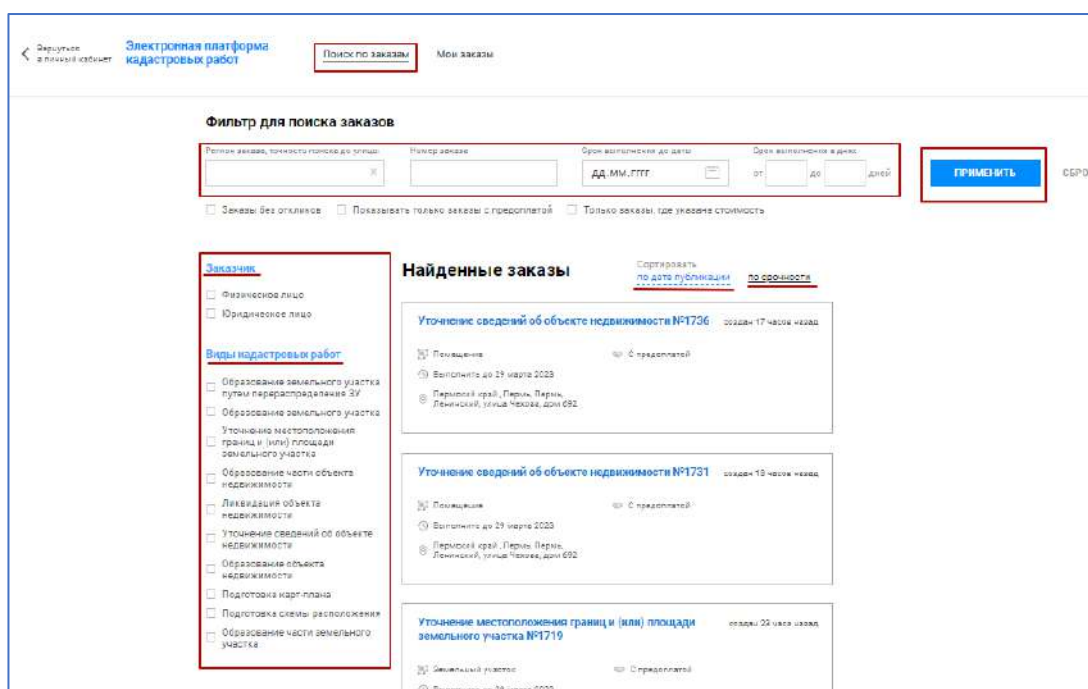 Вернуться
в личный кабинет
Электронная платформа
кадастровых работ
Поиск по заказам
Мои заказы
Фильтр для поиска заказов
Регион заказа, точность поиска до улицы
Номер заказа
Срок выполнения до даты
Срок выполнения в днях
дд.мм.гггг
от
до
дней
ПРИМЕНИТЬ
СБРО
Заказы без откликов
Показывать только заказы с предоплатой
Только заказы, где указана стоимость
Заказчик
Физическое лицо
Юридическое лицо
Виды кадастровых работ
Образование земельного участка
путем перераспределения ЗУ
Образование земельного участка
Уточнение местоположения
границ и (или) площади
земельного участка
Образование части объекта
недвижимости
Ликвидация объекта
недвижимости
Уточнение сведений об объекте
недвижимости
Образование объекта
недвижимости
Подготовка карт-плана
Подготовка схемы расположения
Образование части земельного
участка
Найденные заказы
Сортировать
по дате публикации
по срочности
Уточнение сведений об объекте недвижимости №1736
создан 17 часов назад
Помещение
С предоплатой
Выполнить до 29 марта 2023
Пермский край, Пермь, Пермь,
Ленинский, улица Чехова, дом 692
Уточнение сведений об объекте недвижимости №1731
создан 18 часов назад
Помещение
С предоплатой
Выполнить до 29 марта 2023
Пермский край, Пермь, Пермь,
Ленинский, улица Чехова, дом 692
Уточнение местоположения границ и (или) площади
земельного участка №1719
создан 23 часа назад
Земельный участок
С предоплатой